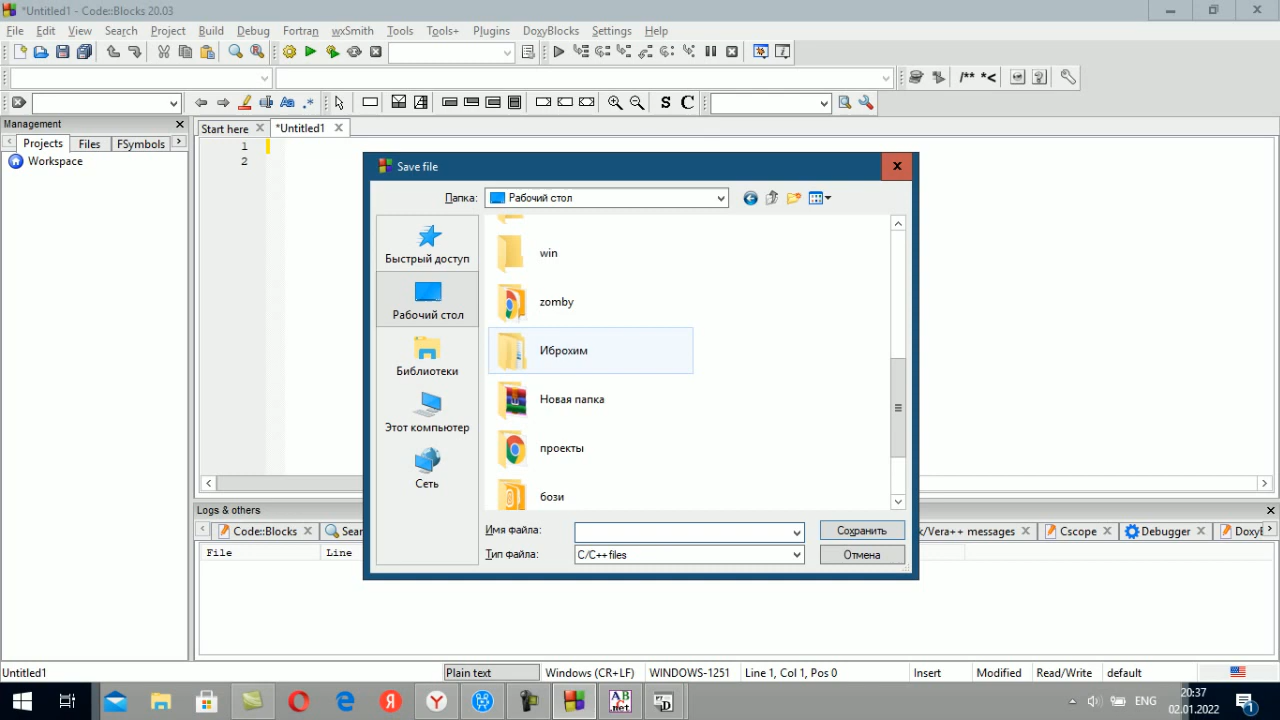 *Untitled1 - Code::Blocks 20.03
File Edit View Search Project Build Debug Fortran wxSmith Tools Tools+ Plugins DoxyBlocks Settings Help
/** *<
S C
Management
Projects Files FSymbols
Workspace
Start here *Untitled1
1
2
Save file
Папка: Рабочий стол
Быстрый доступ
Рабочий стол
Библиотеки
Этот компьютер
Сеть
win
zomby
Иброхим
Новая папка
проекты
бози
Имя файла: Сохранить
Тип файла: C/C++ files Отмена
Logs & others
Code::Blocks Sear k/Vera++ messages Cscope Debugger DoxyB
File Line
Untitled1 Plain text Windows (CR+LF) WINDOWS-1251 Line 1, Col 1, Pos 0 Insert Modified Read/Write default
ENG
20:37
02.01.2022
1